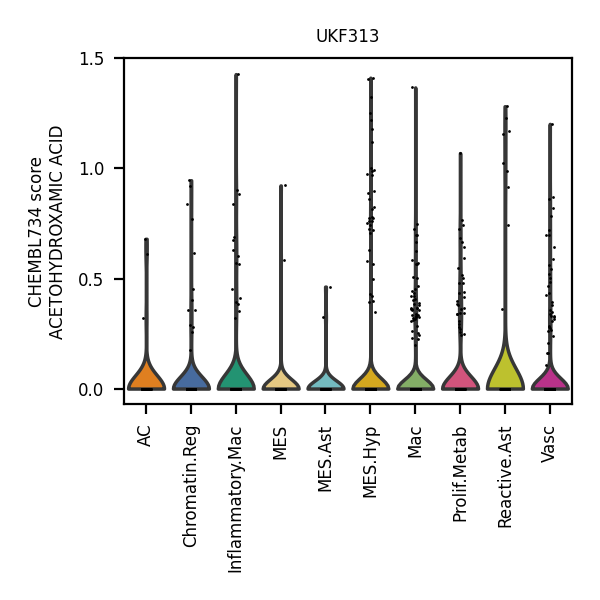 UKF313
CHEMBL734 score
ACETOHYDROXAMIC ACID
1.5
1.0
0.5
0.0
AC
Chromatin.Reg
Inflammatory.Mac
MES
MES.Ast
MES.Hyp
Mac
Prolif.Metab
Reactive.Ast
Vasc